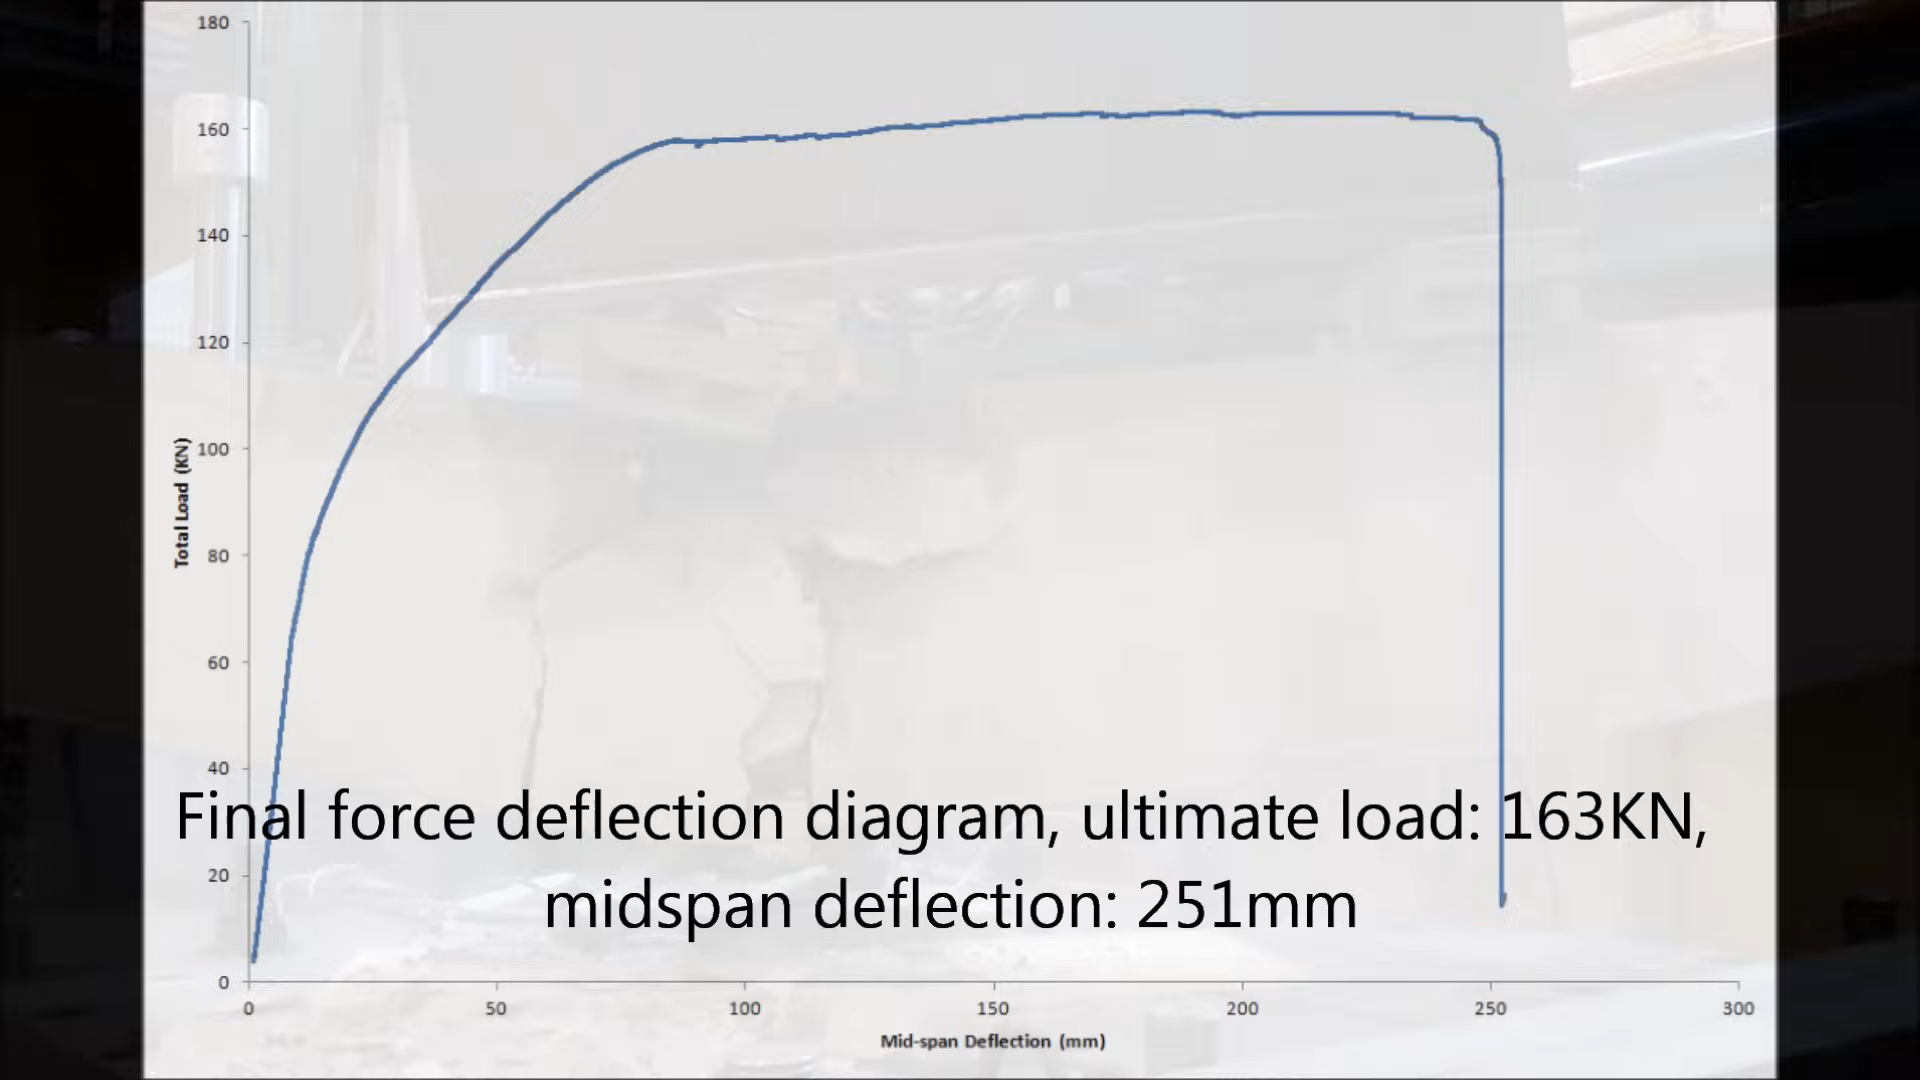 180
160
140
120
100
80
60
40
20
0
Total Load (KN)
0 50 100 150 200 250 300
Mid-span Deflection (mm)
Final force deflection diagram, ultimate load: 163KN,
midspan deflection: 251mm